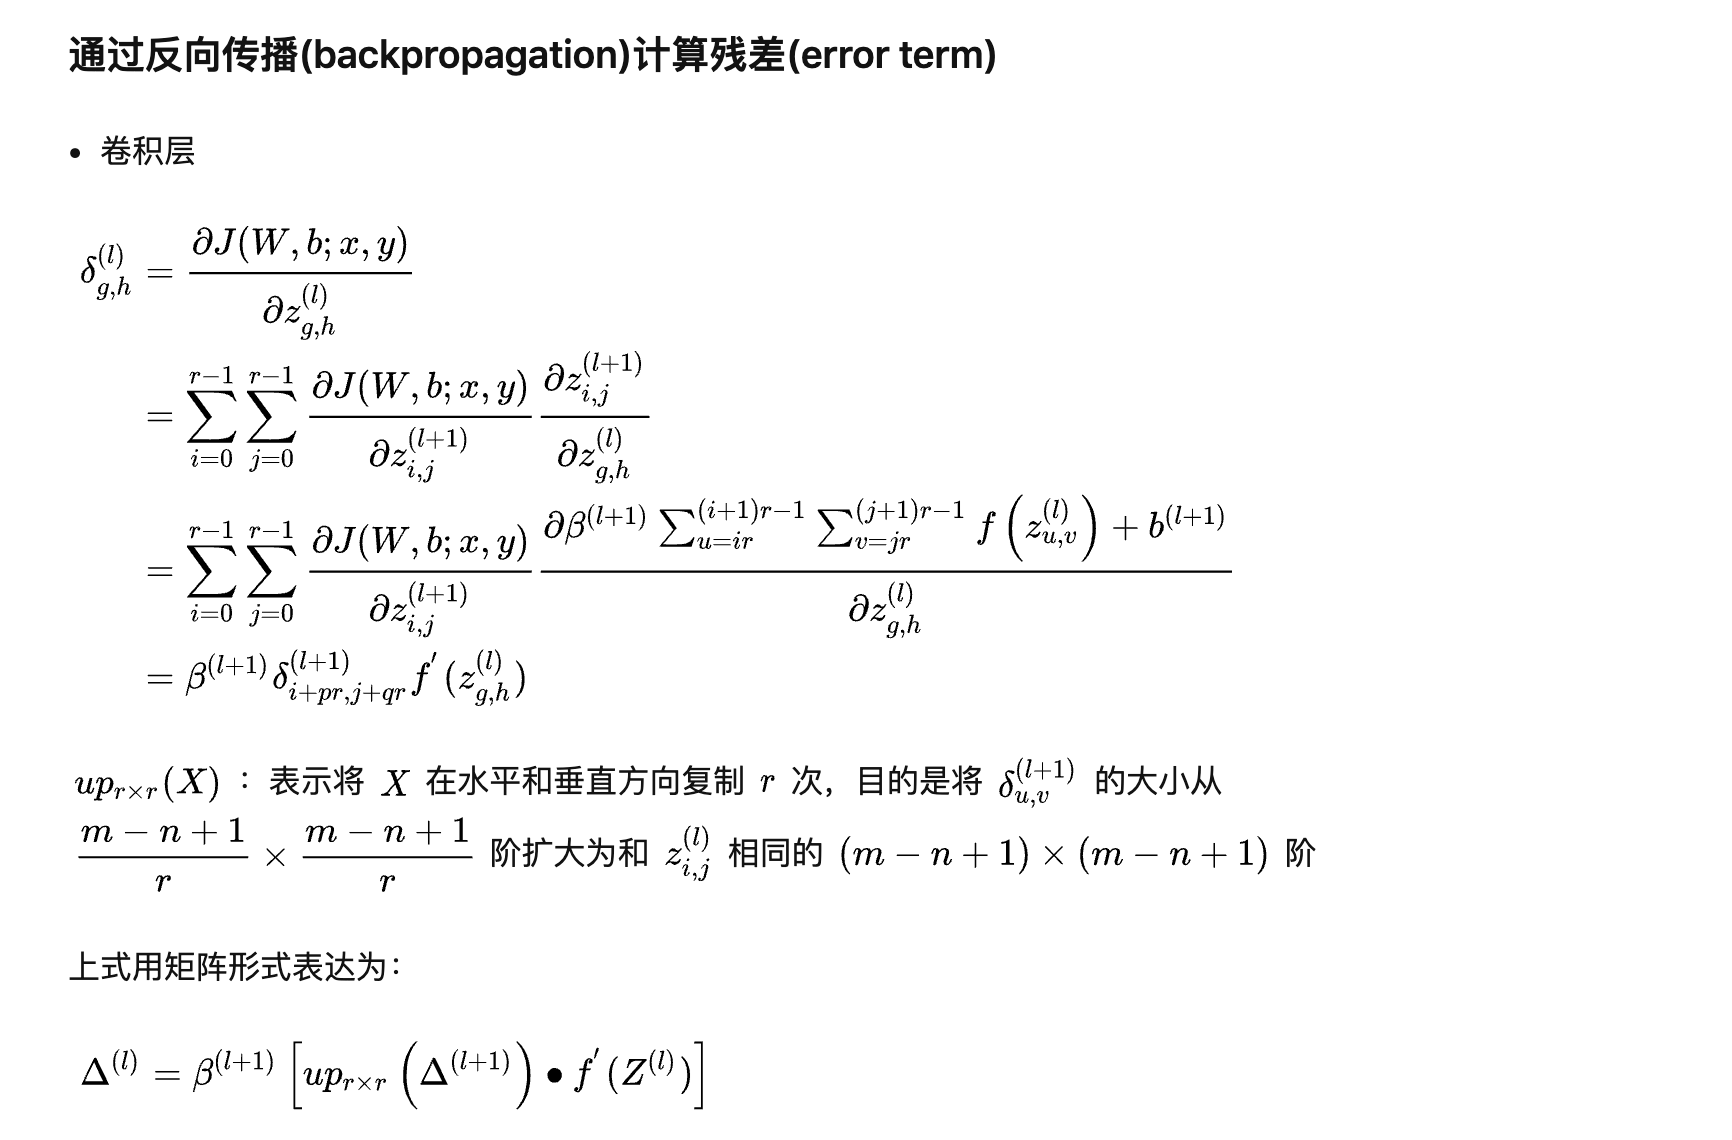 通过反向传播(backpropagation)计算残差(error term)
• 卷积层
$\delta_{g,h}^{(l)} = \frac{\partial J(W,b;x,y)}{\partial z_{g,h}^{(l)}}$
$= \sum_{i=0}^{r-1}\sum_{j=0}^{r-1} \frac{\partial J(W,b;x,y)}{\partial z_{i,j}^{(l+1)}} \frac{\partial z_{i,j}^{(l+1)}}{\partial z_{g,h}^{(l)}}$
$= \sum_{i=0}^{r-1}\sum_{j=0}^{r-1} \frac{\partial J(W,b;x,y)}{\partial z_{i,j}^{(l+1)}} \frac{\partial \beta^{(l+1)} \sum_{u=ir}^{(i+1)r-1} \sum_{v=jr}^{(j+1)r-1} f\left(z_{u,v}^{(l)}\right) + b^{(l+1)}}{\partial z_{g,h}^{(l)}}$
$= \beta^{(l+1)} \delta_{i+pr,j+qr}^{(l+1)} f^{'}(z_{g,h}^{(l)})$
$up_{r\times r}(X)$ ：表示将 $X$ 在水平和垂直方向复制 $r$ 次，目的是将 $\delta_{u,v}^{(l+1)}$ 的大小从
$\frac{m-n+1}{r} \times \frac{m-n+1}{r}$ 阶扩大为和 $z_{i,j}^{(l)}$ 相同的 $(m-n+1)\times(m-n+1)$ 阶
上式用矩阵形式表达为：
$\Delta^{(l)} = \beta^{(l+1)} \left[ up_{r\times r}\left(\Delta^{(l+1)}\right) \bullet f^{'}(Z^{(l)}) \right]$